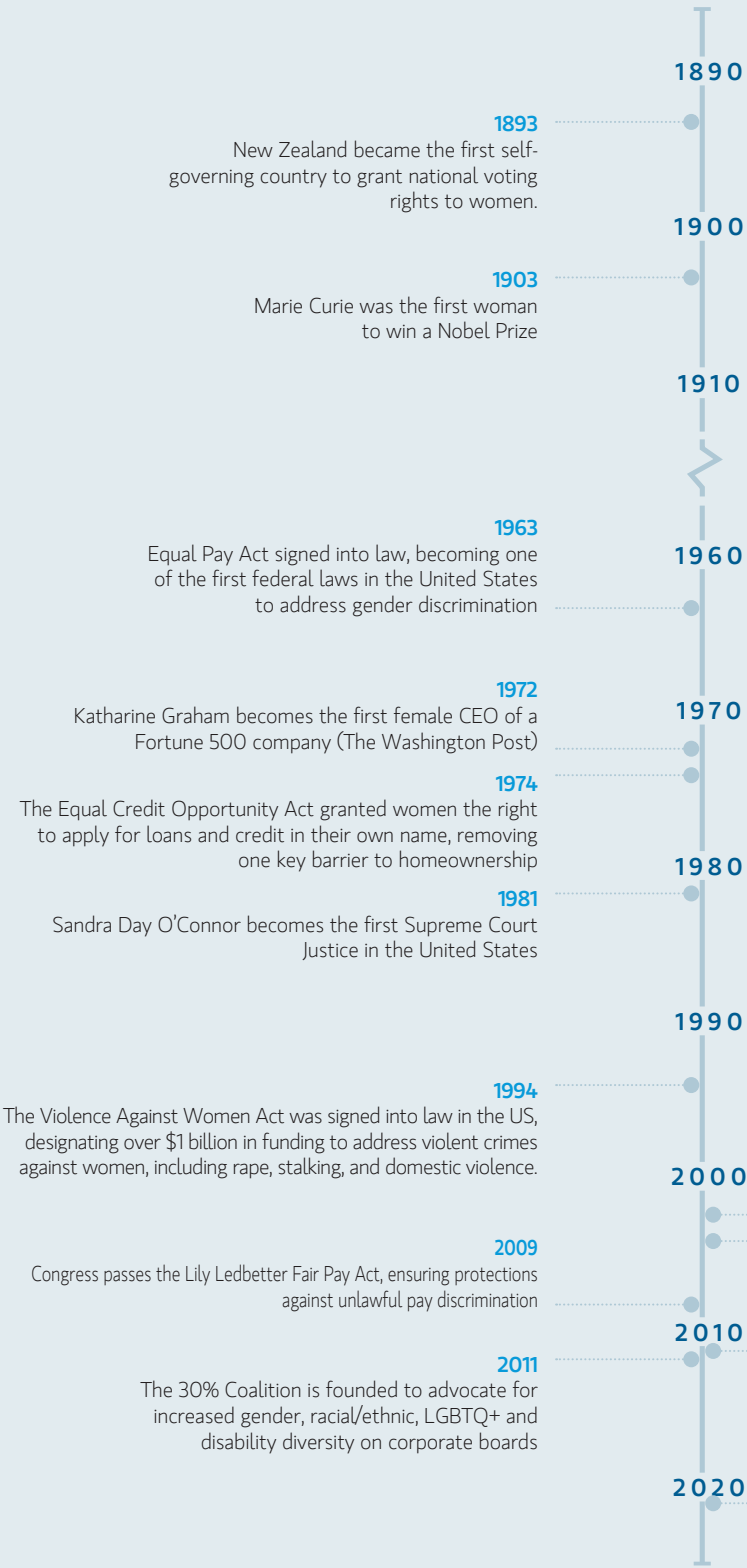 1890
1893
New Zealand became the first self-
governing country to grant national voting
rights to women.
1900
1903
Marie Curie was the first woman
to win a Nobel Prize
1910
1963
Equal Pay Act signed into law, becoming one
of the first federal laws in the United States
to address gender discrimination
1960
1972
Katharine Graham becomes the first female CEO of a
Fortune 500 company (The Washington Post)
1970
1974
The Equal Credit Opportunity Act granted women the right
to apply for loans and credit in their own name, removing
one key barrier to homeownership
1980
1981
Sandra Day O’Connor becomes the first Supreme Court
Justice in the United States
1990
1994
The Violence Against Women Act was signed into law in the US,
designating over $1 billion in funding to address violent crimes
against women, including rape, stalking, and domestic violence.
2000
2009
Congress passes the Lily Ledbetter Fair Pay Act, ensuring protections
against unlawful pay discrimination
2010
2011
The 30% Coalition is founded to advocate for
increased gender, racial/ethnic, LGBTQ+ and
disability diversity on corporate boards
2020